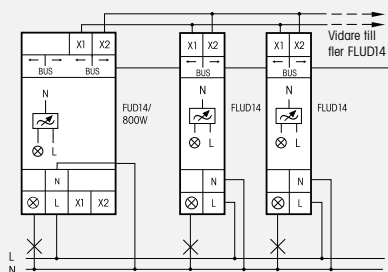 X1 X2 X1 X2 X1 X2
Vidare till
fler FLUD14
BUS BUS BUS BUS
N N N
FUD14/
800W
FLUD14 FLUD14
L L L
N N N
L X1 X2 L L
L
N